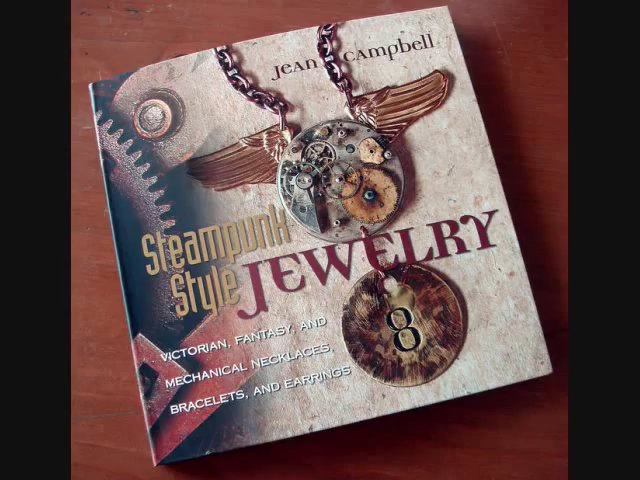 Jean Campbell
Steampunk
Style
JEWELRY
VICTORIAN, FANTASY, AND
MECHANICAL NECKLACES,
BRACELETS, AND EARRINGS
8